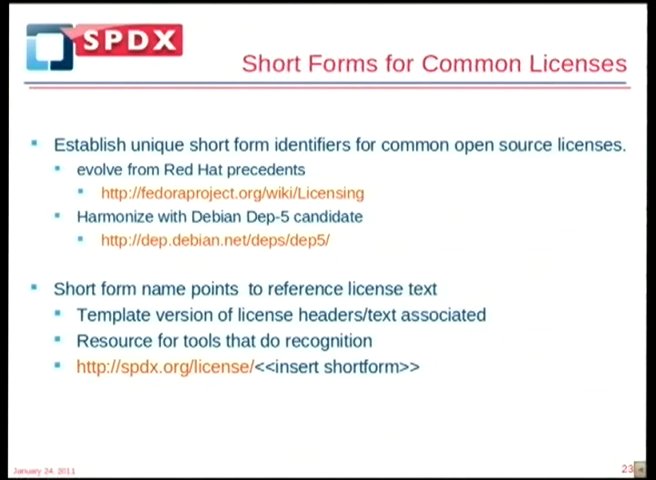 SPDX
Short Forms for Common Licenses
Establish unique short form identifiers for common open source licenses.
evolve from Red Hat precedents
http://fedoraproject.org/wiki/Licensing
Harmonize with Debian Dep-5 candidate
http://dep.debian.net/deps/dep5/
Short form name points to reference license text
Template version of license headers/text associated
Resource for tools that do recognition
http://spdx.org/license/<<insert shortform>>
January 24, 2011
23